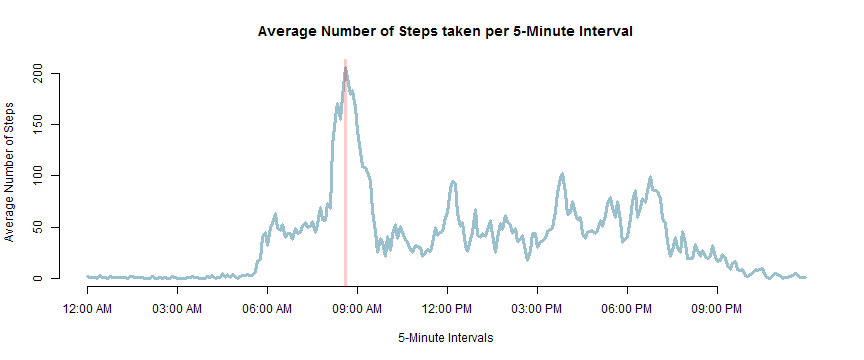 Average Number of Steps taken per 5-Minute Interval
Average Number of Steps
200
150
100
50
0
12:00 AM 03:00 AM 06:00 AM 09:00 AM 12:00 PM 03:00 PM 06:00 PM 09:00 PM
5-Minute Intervals